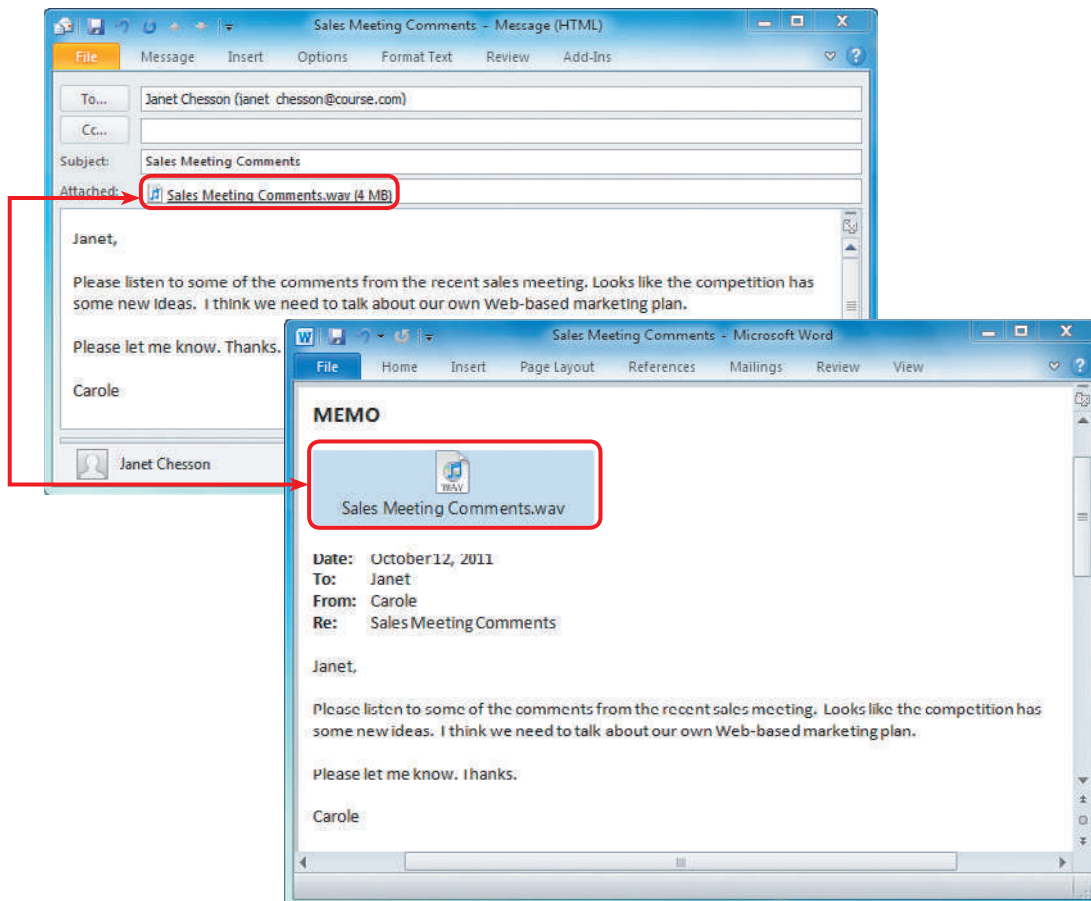 Sales Meeting Comments - Message (HTML)
File Message Insert Options Format Text Review Add-Ins
To... Janet Chesson (janet_chesson@course.com)
Cc...
Subject: Sales Meeting Comments
Attached: Sales Meeting Comments.wav (4 MB)
Janet,
Please listen to some of the comments from the recent sales meeting. Looks like the competition has
some new ideas. I think we need to talk about our own Web-based marketing plan.
Please let me know. Thanks.
Carole
Janet Chesson
Sales Meeting Comments - Microsoft Word
File Home Insert Page Layout References Mailings Review View
MEMO
WAV
Sales Meeting Comments.wav
Date: October 12, 2011
To: Janet
From: Carole
Re: Sales Meeting Comments
Janet,
Please listen to some of the comments from the recent sales meeting. Looks like the competition has
some new ideas. I think we need to talk about our own Web-based marketing plan.
Please let me know. Thanks.
Carole